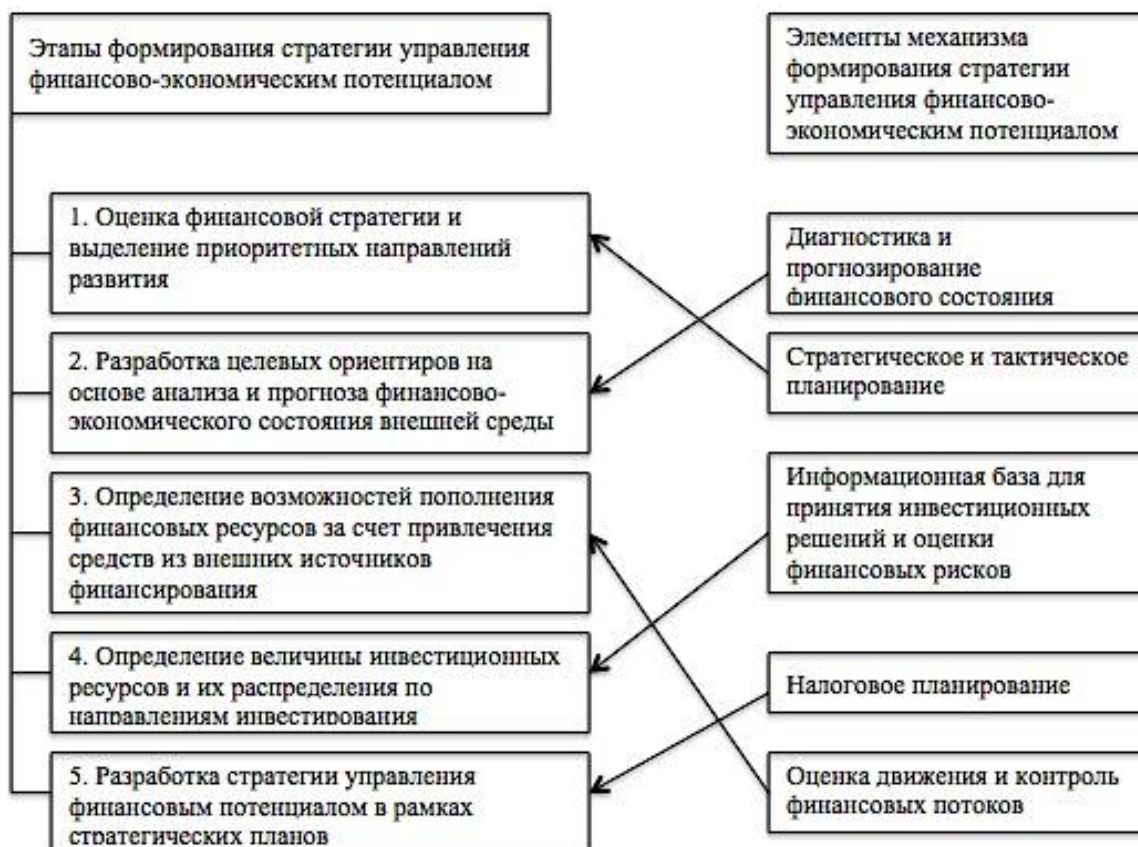 Этапы формирования стратегии управления
финансово-экономическим потенциалом
Элементы механизма
формирования стратегии
управления финансово-
экономическим потенциалом
1. Оценка финансовой стратегии и
выделение приоритетных направлений
развития
2. Разработка целевых ориентиров на
основе анализа и прогноза финансово-
экономического состояния внешней среды
3. Определение возможностей пополнения
финансовых ресурсов за счет привлечения
средств из внешних источников
финансирования
4. Определение величины инвестиционных
ресурсов и их распределения по
направлениям инвестирования
5. Разработка стратегии управления
финансовым потенциалом в рамках
стратегических планов
Диагностика и
прогнозирование
финансового состояния
Стратегическое и тактическое
планирование
Информационная база для
принятия инвестиционных
решений и оценки
финансовых рисков
Налоговое планирование
Оценка движения и контроль
финансовых потоков